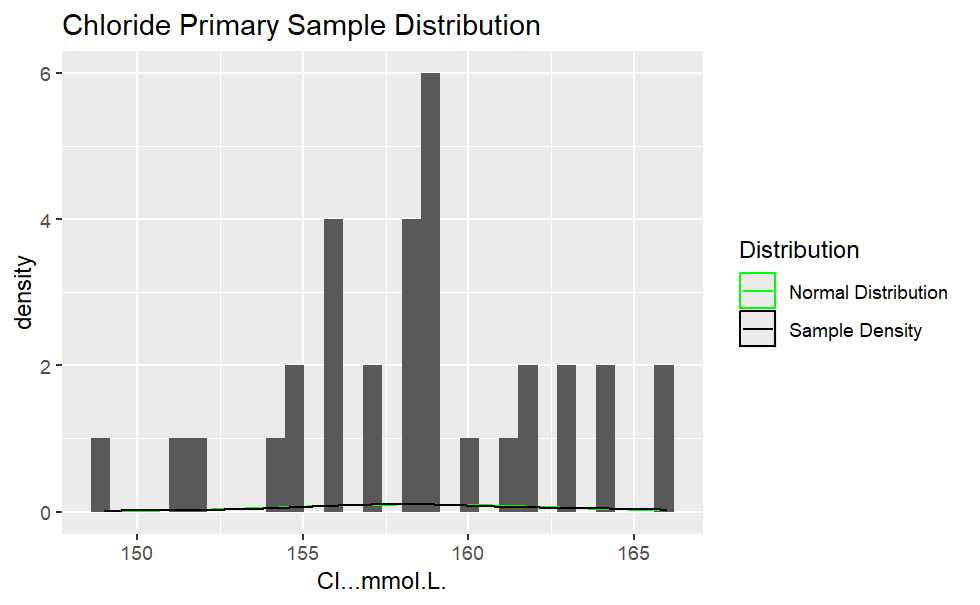 Chloride Primary Sample Distribution
6
4
2
0
density
150 155 160 165
Cl...mmol.L.
Distribution
Normal Distribution
Sample Density